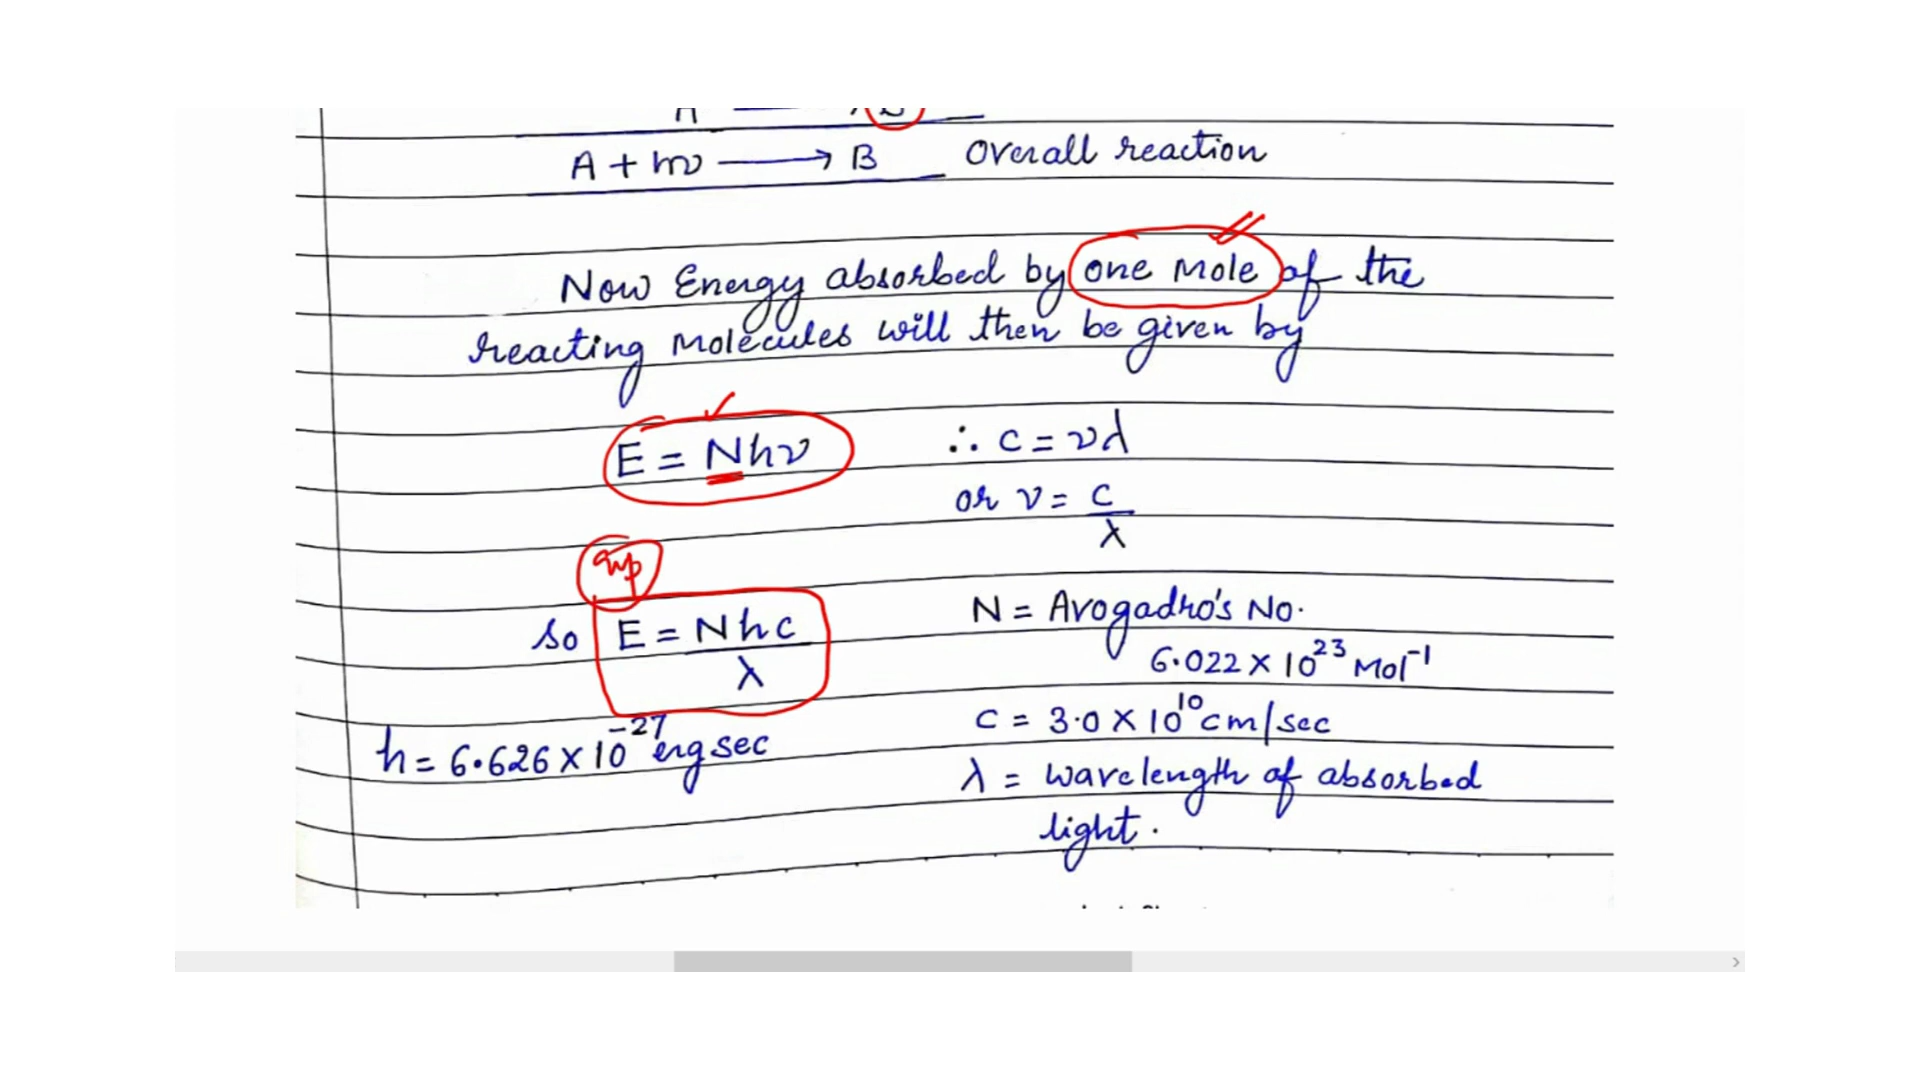 A + hν ⟶ B Overall reaction
Now Energy absorbed by one mole of the
reacting Molecules will then be given by
E = Nhν ∴ c = νλ
or ν = c/λ
Imp
so E = Nhc/λ
N = Avogadro's No.
6.022 × 10²³ Mol⁻¹
h = 6.626 × 10⁻²⁷ erg sec
c = 3.0 × 10¹⁰ cm/sec
λ = wavelength of absorbed
light.